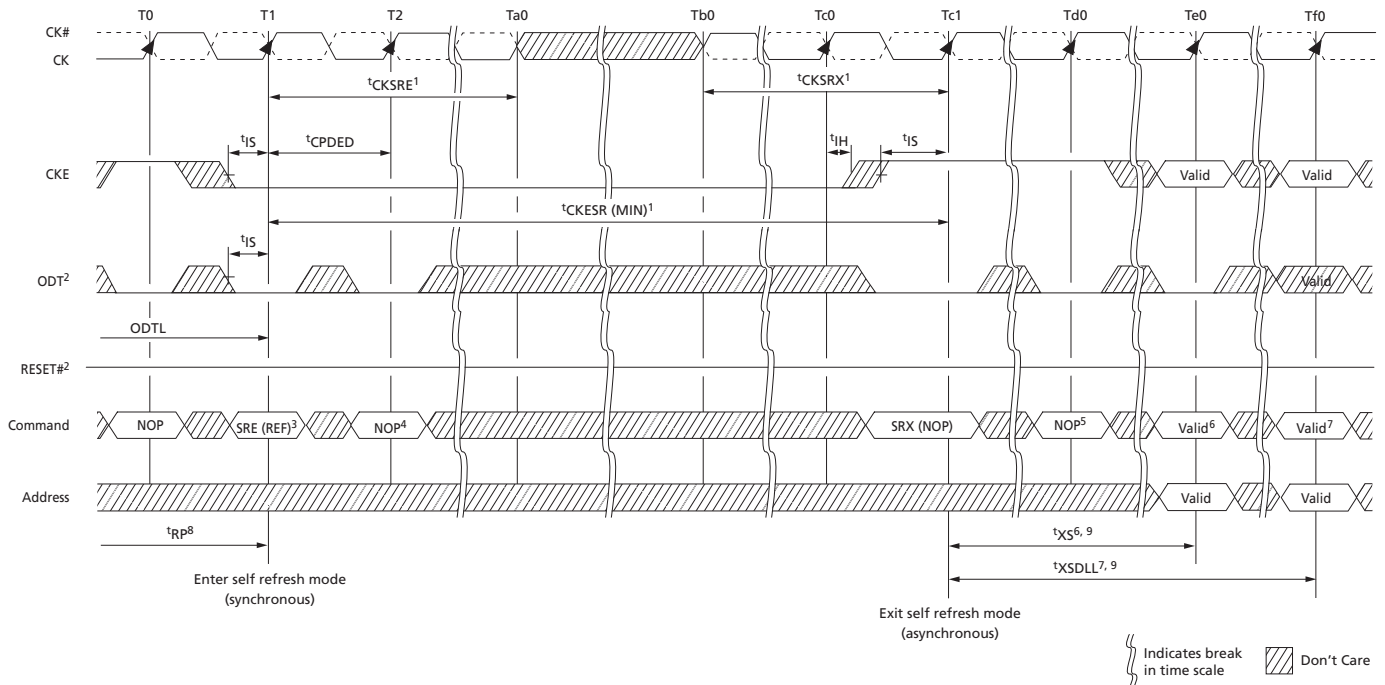 T0 T1 T2 Ta0 Tb0 Tc0 Tc1 Td0 Te0 Tf0
CK#
CK
tCKSRE1 tCKSRX1
tIS tCPDED tIH tIS
CKE Valid Valid
tCKESR (MIN)1
tIS
ODT2 Valid
ODTL
RESET#2
Command NOP SRE (REF)3 NOP4 SRX (NOP) NOP5 Valid6 Valid7
Address Valid Valid
tRP8 tXS6, 9
tXSDLL7, 9
Enter self refresh mode
(synchronous)
Exit self refresh mode
(asynchronous)
Indicates break
in time scale
Don't Care